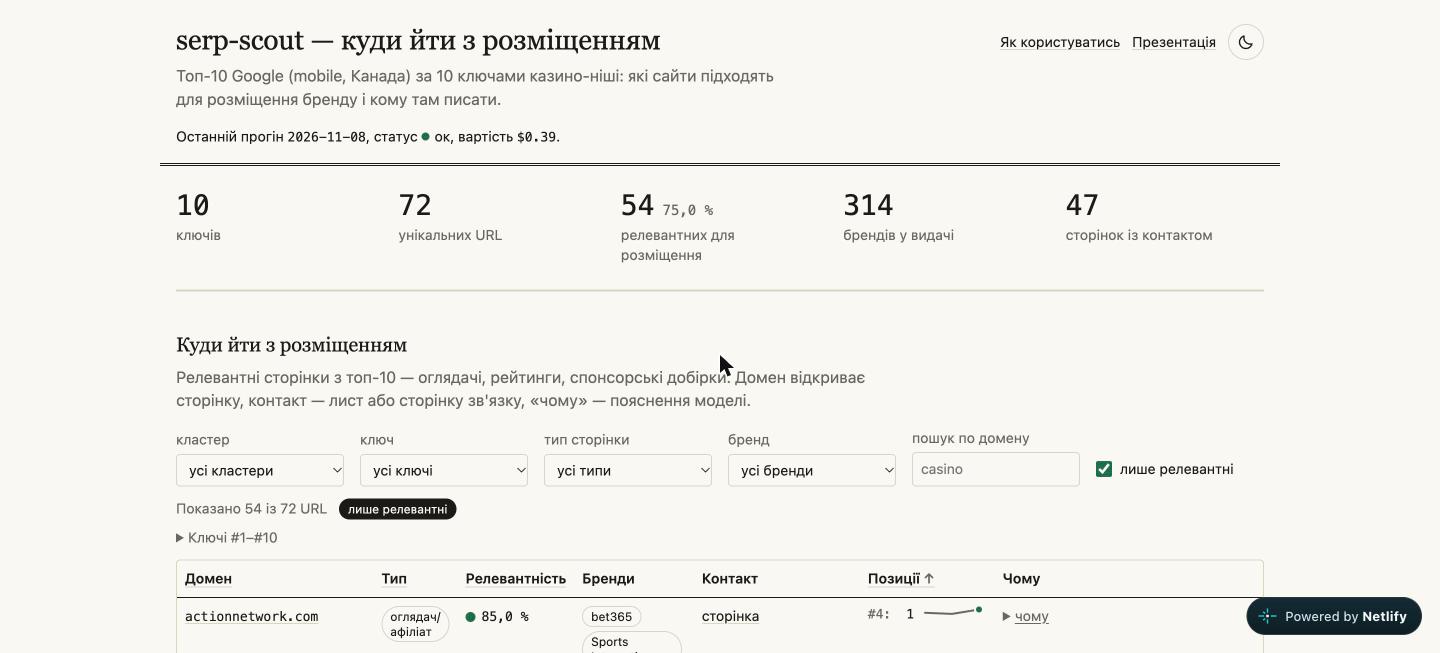 serp-scout — куди йти з розміщенням
Як користуватись Презентація
Топ-10 Google (mobile, Канада) за 10 ключами казино-ніші: які сайти підходять
для розміщення бренду і кому там писати.
Останній прогін 2026-11-08, статус ● ок, вартість $0.39.
10 72 54 75,0 % 314 47
ключів унікальних URL релевантних для брендів у видачі сторінок із контактом
розміщення
Куди йти з розміщенням
Релевантні сторінки з топ-10 — оглядачі, рейтинги, спонсорські добірки. Домен відкриває
сторінку, контакт — лист або сторінку зв'язку, «чому» — пояснення моделі.
кластер ключ тип сторінки бренд пошук по домену
усі кластери усі ключі усі типи усі бренди casino лише релевантні
Показано 54 із 72 URL лише релевантні
▶ Ключі #1–#10
Домен Тип Релевантність Бренди Контакт Позиції ↑ Чому
actionnetwork.com оглядач/ ● 85,0 % bet365 сторінка #4: 1 ▶ чому
афіліат
Sports
Powered by Netlify